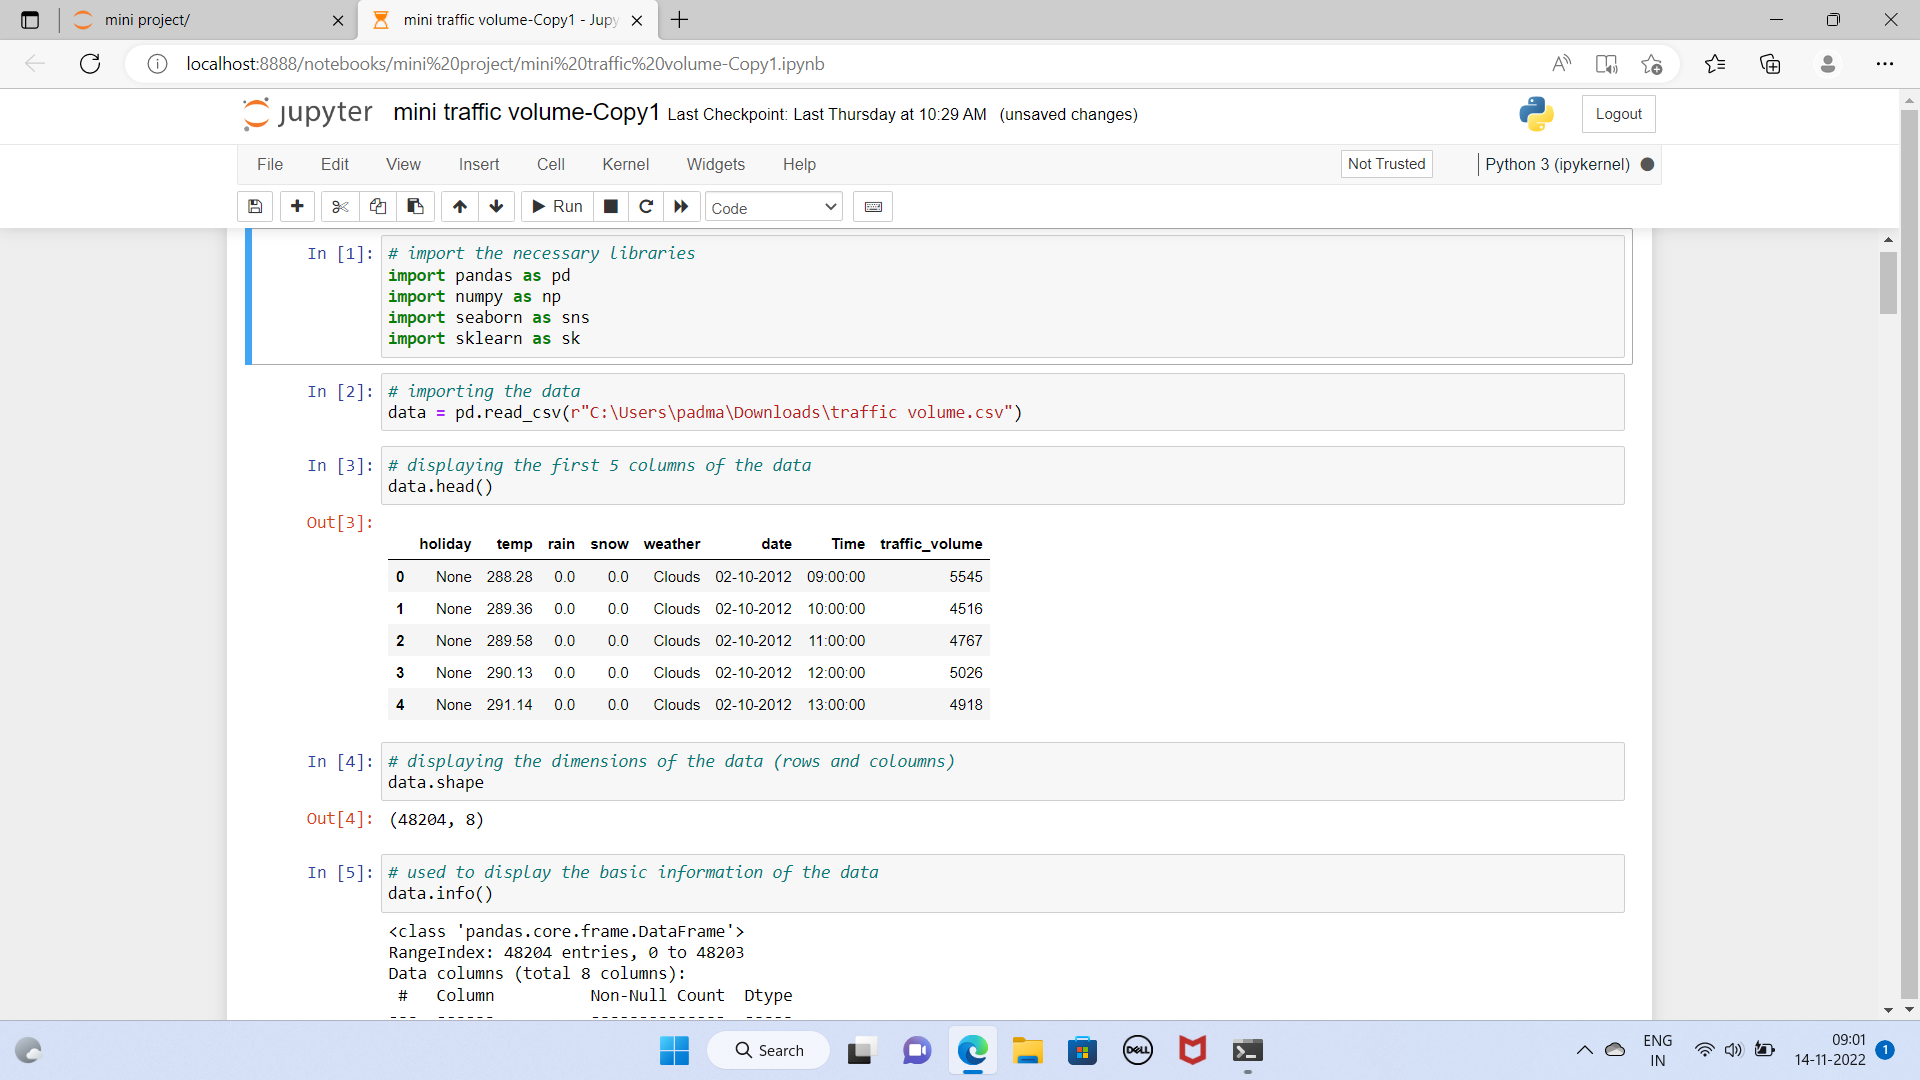 mini project/
mini traffic volume-Copy1 - Jupy
localhost:8888/notebooks/mini%20project/mini%20traffic%20volume-Copy1.ipynb
jupyter mini traffic volume-Copy1 Last Checkpoint: Last Thursday at 10:29 AM (unsaved changes)
Logout
File Edit View Insert Cell Kernel Widgets Help
Not Trusted
Python 3 (ipykernel)
Run
Code
In [1]: # import the necessary libraries
import pandas as pd
import numpy as np
import seaborn as sns
import sklearn as sk
In [2]: # importing the data
data = pd.read_csv(r"C:\Users\padma\Downloads\traffic volume.csv")
In [3]: # displaying the first 5 columns of the data
data.head()
Out[3]:
holiday temp rain snow weather date Time traffic_volume
0 None 288.28 0.0 0.0 Clouds 02-10-2012 09:00:00 5545
1 None 289.36 0.0 0.0 Clouds 02-10-2012 10:00:00 4516
2 None 289.58 0.0 0.0 Clouds 02-10-2012 11:00:00 4767
3 None 290.13 0.0 0.0 Clouds 02-10-2012 12:00:00 5026
4 None 291.14 0.0 0.0 Clouds 02-10-2012 13:00:00 4918
In [4]: # displaying the dimensions of the data (rows and coloumns)
data.shape
Out[4]: (48204, 8)
In [5]: # used to display the basic information of the data
data.info()
<class 'pandas.core.frame.DataFrame'>
RangeIndex: 48204 entries, 0 to 48203
Data columns (total 8 columns):
# Column Non-Null Count Dtype
--- ------ -------------- -----
Search
DELL
ENG
IN
09:01
14-11-2022
1